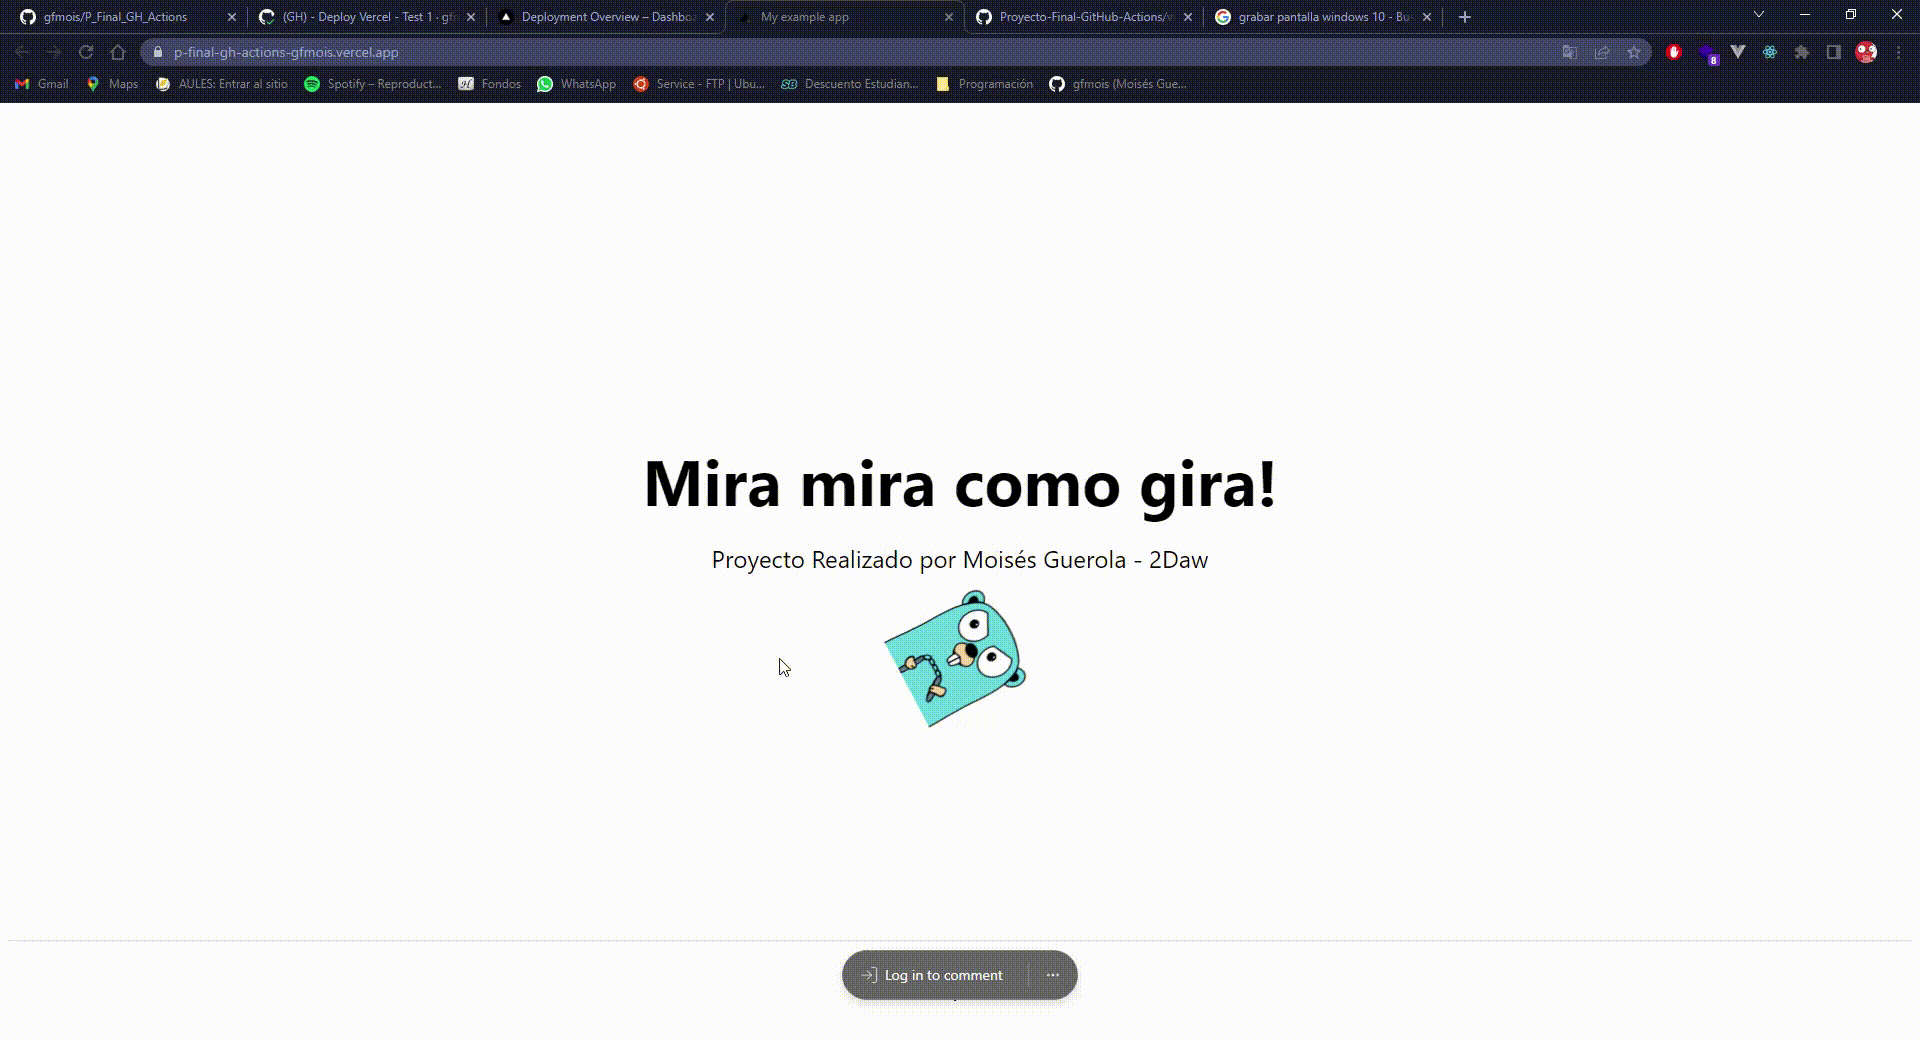 gfmois/P_Final_GH_Actions
(GH) - Deploy Vercel - Test 1 · gfm
Deployment Overview – Dashbo
My example app
Proyecto-Final-GitHub-Actions/
grabar pantalla windows 10 - Bu
p-final-gh-actions-gfmois.vercel.app
8
Gmail
Maps
AULES: Entrar al sitio
Spotify – Reproduct...
Fondos
WhatsApp
Service - FTP | Ubu...
Descuento Estudian...
Programación
gfmois (Moisés Gue...
Mira mira como gira!
Proyecto Realizado por Moisés Guerola - 2Daw
Log in to comment